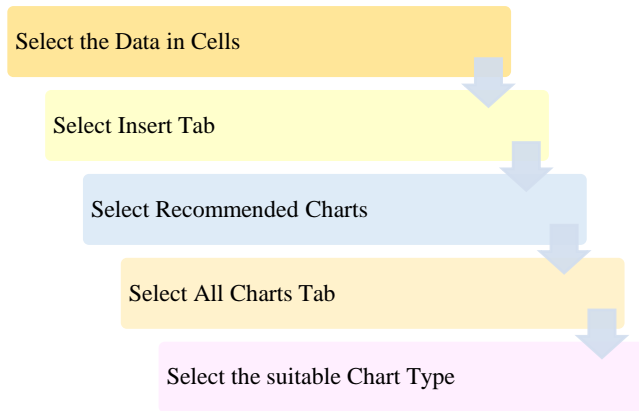 Select the Data in Cells
Select Insert Tab
Select Recommended Charts
Select All Charts Tab
Select the suitable Chart Type